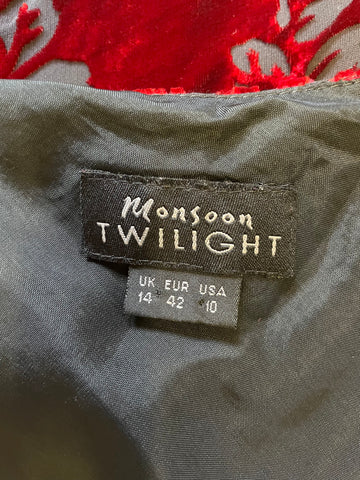 Monsoon
TWILIGHT
UK EUR USA
14 42 10